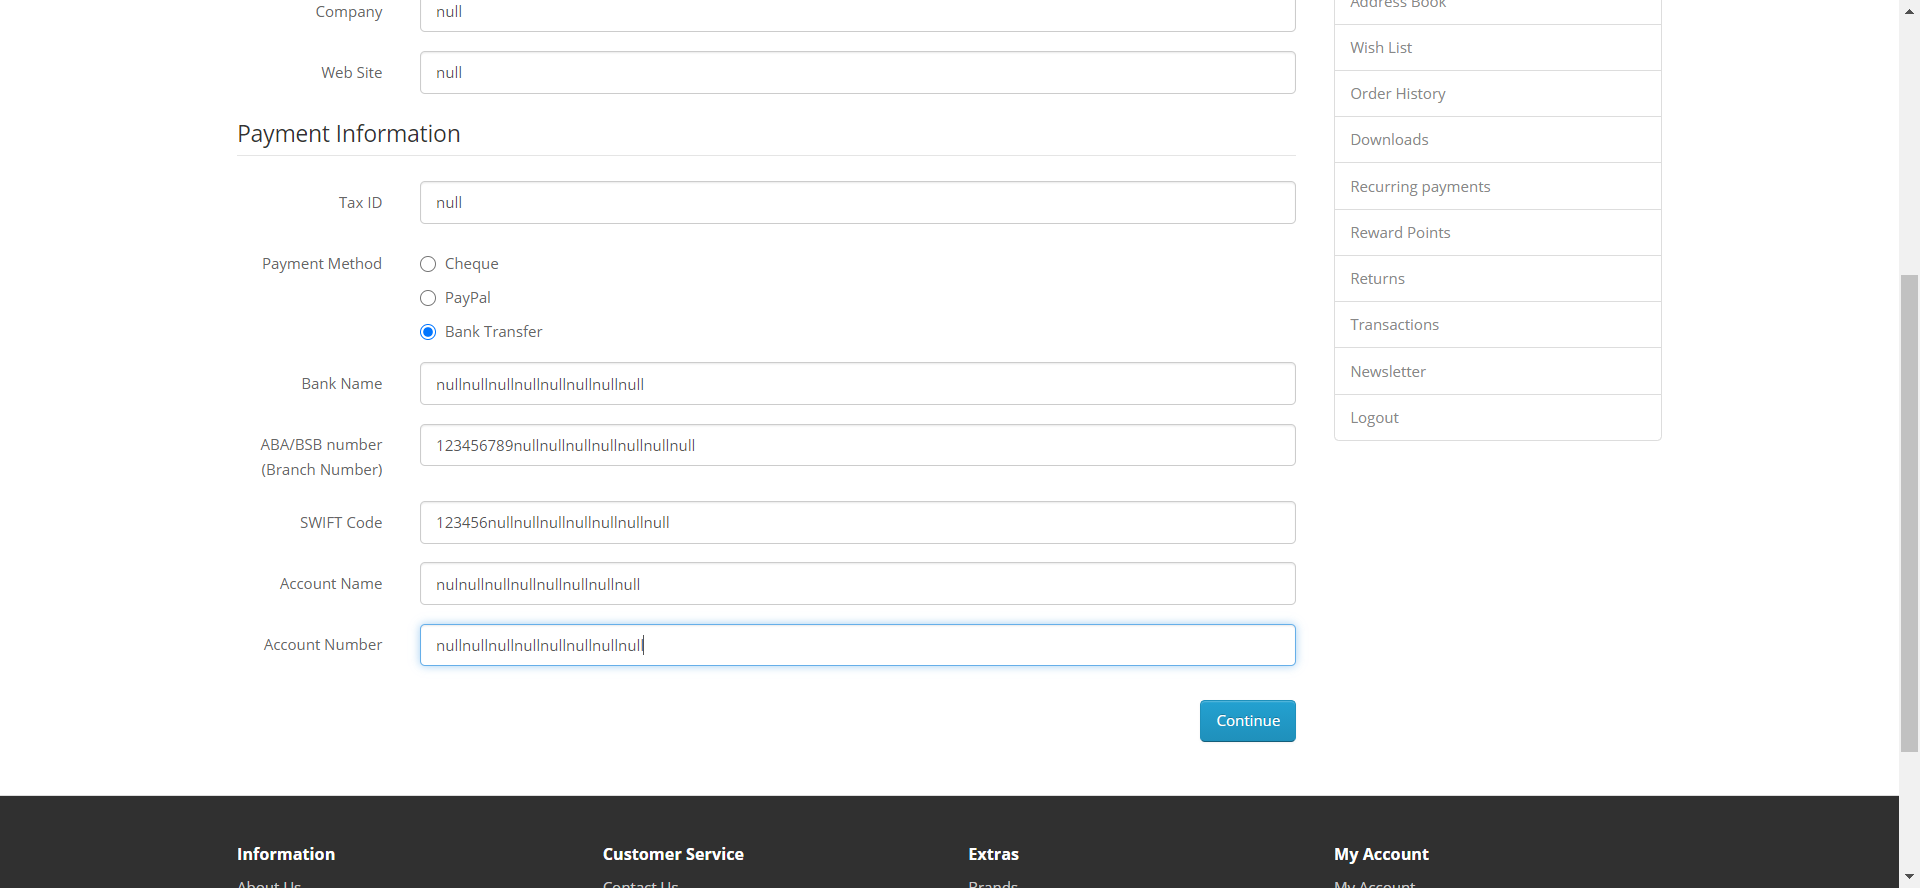 Company
null
Web Site
null
Payment Information
Tax ID
null
Payment Method
Cheque
PayPal
Bank Transfer
Bank Name
nullnullnullnullnullnullnullnull
ABA/BSB number
(Branch Number)
123456789nullnullnullnullnullnullnull
SWIFT Code
123456nullnullnullnullnullnullnull
Account Name
nulnullnullnullnullnullnullnull
Account Number
nullnullnullnullnullnullnullnull
Continue
Address Book
Wish List
Order History
Downloads
Recurring payments
Reward Points
Returns
Transactions
Newsletter
Logout
Information
About Us
Customer Service
Contact Us
Extras
Brands
My Account
My Account